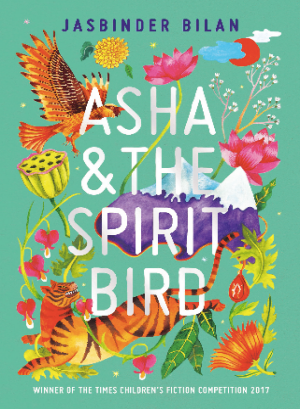 JASBINDER BILAN
ASHA
& THE
SPIRIT
BIRD
WINNER OF THE TIMES CHILDREN'S FICTION COMPETITION 2017